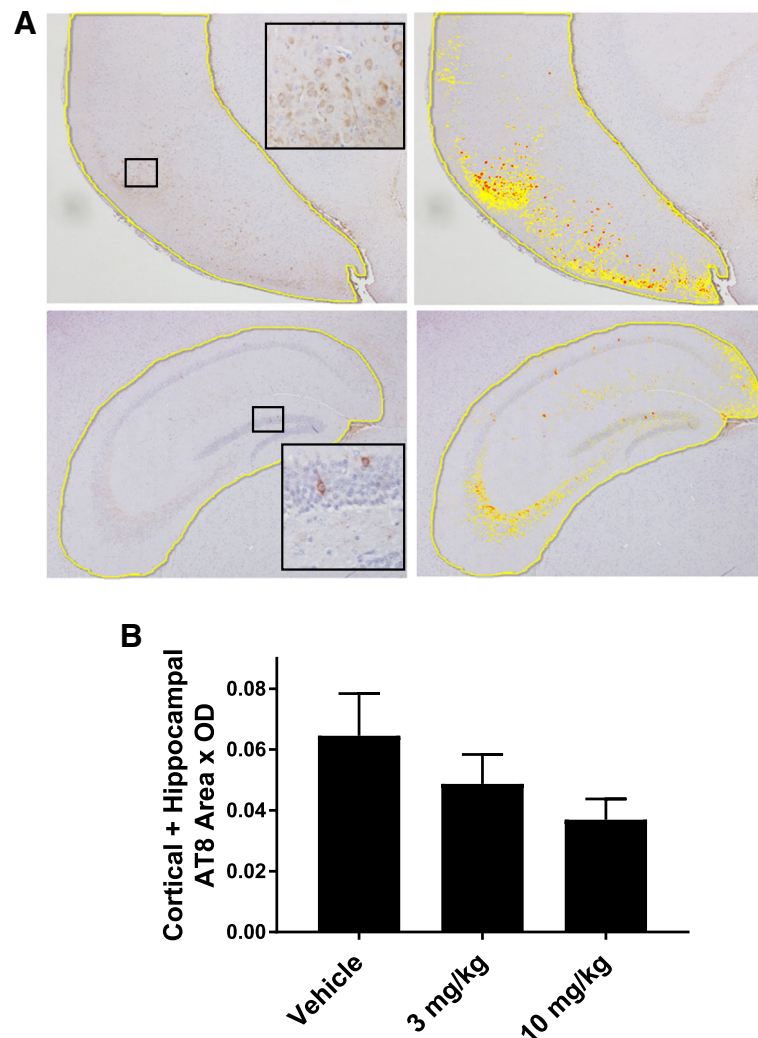 A
B
Cortical + Hippocampal
AT8 Area x OD
0.08
0.06
0.04
0.02
0.00
Vehicle
3 mg/kg
10 mg/kg